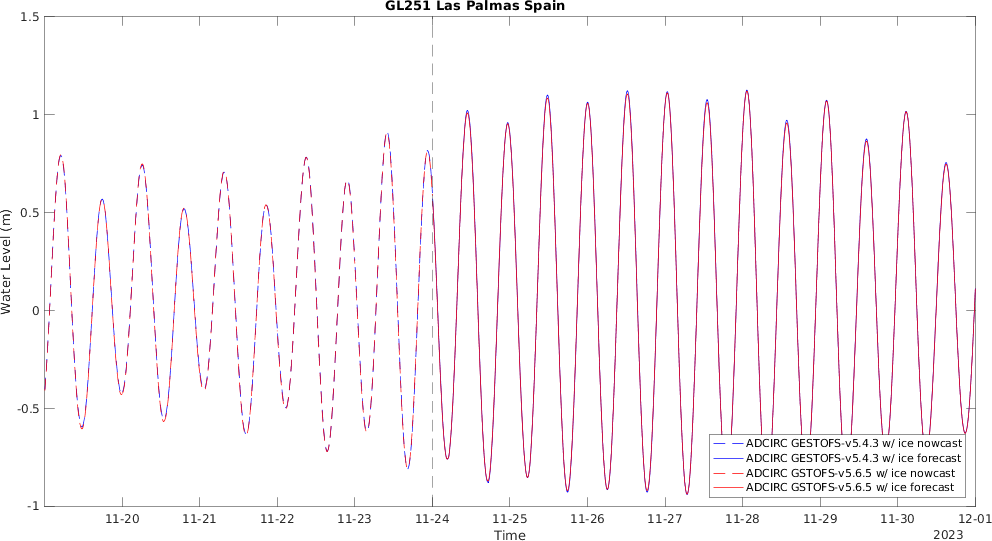 GL251 Las Palmas Spain
1.5
1
0.5
0
-0.5
-1
Water Level (m)
ADCIRC GESTOFS-v5.4.3 w/ ice nowcast
ADCIRC GESTOFS-v5.4.3 w/ ice forecast
ADCIRC GSTOFS-v5.6.5 w/ ice nowcast
ADCIRC GSTOFS-v5.6.5 w/ ice forecast
11-20 11-21 11-22 11-23 11-24 11-25 11-26 11-27 11-28 11-29 11-30 12-01
Time
2023